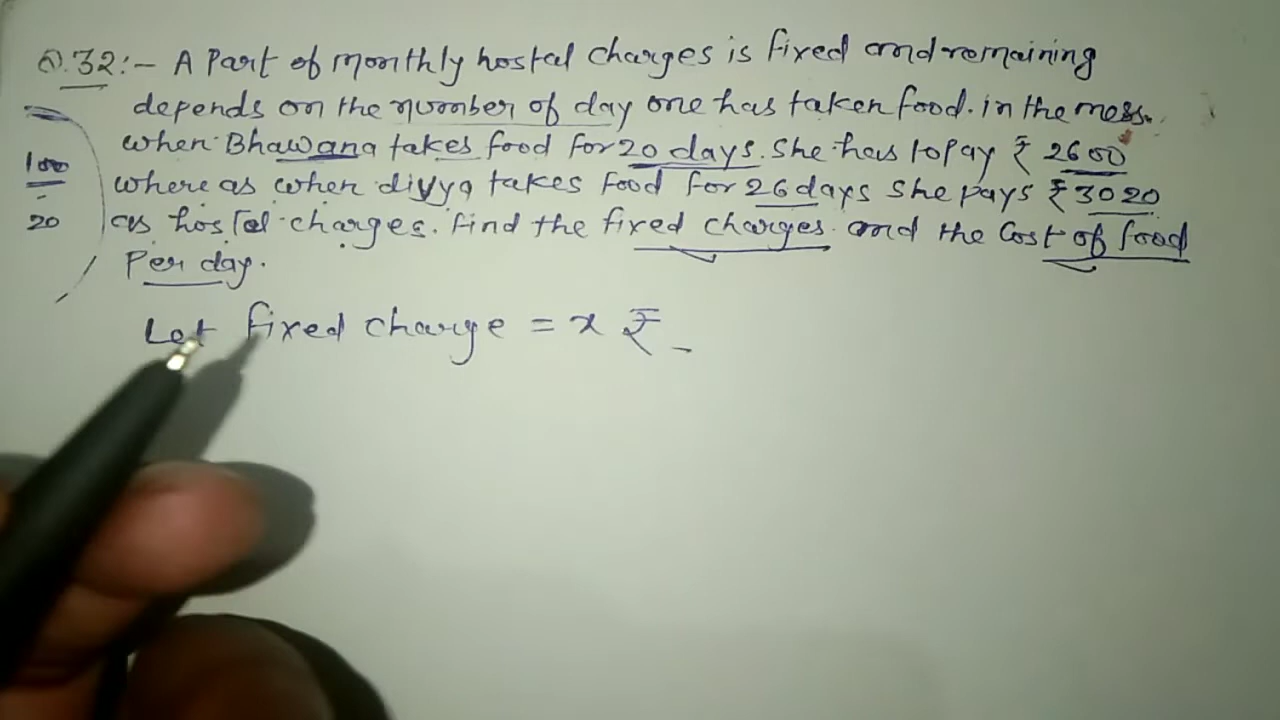 Q.32:- A Part of monthly hostal charges is fixed and remaining
depends on the number of day one has taken food. in the mess.
when Bhawana takes food for 20 days. she has to pay ₹ 2600
where as when divya takes food for 26 days she pays ₹ 3020
as hostel charges. find the fixed charges. and the Cost of food
Per day.
100
20
Let fixed charge = x ₹